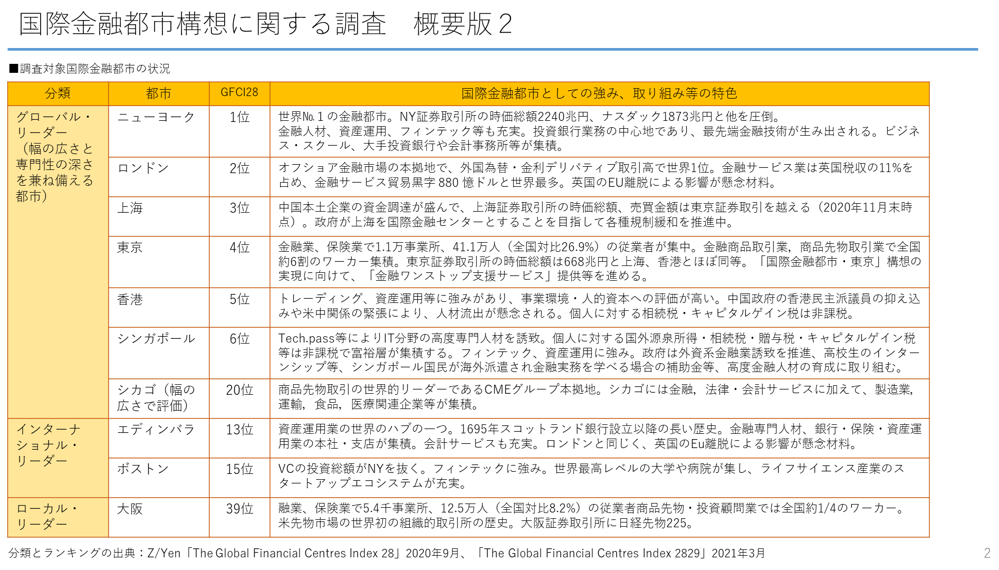 国際金融都市構想に関する調査　概要版２
■調査対象国際金融都市の状況
分類 都市 GFCI28 国際金融都市としての強み、取り組み等の特色
グローバル・
リーダー
（幅の広さと
専門性の深さ
を兼ね備える
都市）
ニューヨーク 1位
世界№１の金融都市。NY証券取引所の時価総額2240兆円、ナスダック1873兆円と他を圧倒。
金融人材、資産運用、フィンテック等も充実。投資銀行業務の中心地であり、最先端金融技術が生み出される。ビジネ
ス・スクール、大手投資銀行や会計事務所等が集積。
ロンドン 2位
オフショア金融市場の本拠地で、外国為替・金利デリバティブ取引高で世界1位。金融サービス業は英国税収の11%を
占め、金融サービス貿易黒字 880 憶ドルと世界最多。英国のEU離脱による影響が懸念材料。
上海 3位
中国本土企業の資金調達が盛んで、上海証券取引所の時価総額、売買金額は東京証券取引を越える（2020年11月末時
点）。政府が上海を国際金融センターとすることを目指して各種規制緩和を推進中。
東京 4位
金融業、保険業で1.1万事業所、41.1万人（全国対比26.9%）の従業者が集中。金融商品取引業，商品先物取引業で全国
約6割のワーカー集積。東京証券取引所の時価総額は668兆円と上海、香港とほぼ同等。「国際金融都市・東京」構想の
実現に向けて、「金融ワンストップ支援サービス」提供等を進める。
香港 5位
トレーディング、資産運用等に強みがあり、事業環境・人的資本への評価が高い。中国政府の香港民主派議員の抑え込
みや米中関係の緊張により、人材流出が懸念される。個人に対する相続税・キャピタルゲイン税は非課税。
シンガポール 6位
Tech.pass等によりIT分野の高度専門人材を誘致。個人に対する国外源泉所得・相続税・贈与税・キャピタルゲイン税
等は非課税で富裕層が集積する。フィンテック、資産運用に強み。政府は外資系金融業誘致を推進、高校生のインター
ンシップ等、シンガポール国民が海外派遣され金融実務を学べる場合の補助金等、高度金融人材の育成に取り組む。
シカゴ（幅の
広さで評価） 20位
商品先物取引の世界的リーダーであるCMEグループ本拠地。シカゴには金融，法律・会計サービスに加えて、製造業，
運輸，食品，医療関連企業等が集積。
インターナ
ショナル・
リーダー
エディンバラ 13位
資産運用業の世界のハブの一つ。1695年スコットランド銀行設立以降の長い歴史。金融専門人材、銀行・保険・資産運
用業の本社・支店が集積。会計サービスも充実。ロンドンと同じく、英国のEu離脱による影響が懸念材料。
ボストン 15位
VCの投資総額がNYを抜く。フィンテックに強み。世界最高レベルの大学や病院が集し、ライフサイエンス産業のス
タートアップエコシステムが充実。
ローカル・
リーダー
大阪 39位
融業、保険業で5.4千事業所、12.5万人（全国対比8.2%）の従業者商品先物・投資顧問業では全国約1/4のワーカー。
米先物市場の世界初の組織的取引所の歴史。大阪証券取引所に日経先物225。
分類とランキングの出典：Z/Yen「The Global Financial Centres Index 28」2020年9月、「The Global Financial Centres Index 2829」2021年3月
2